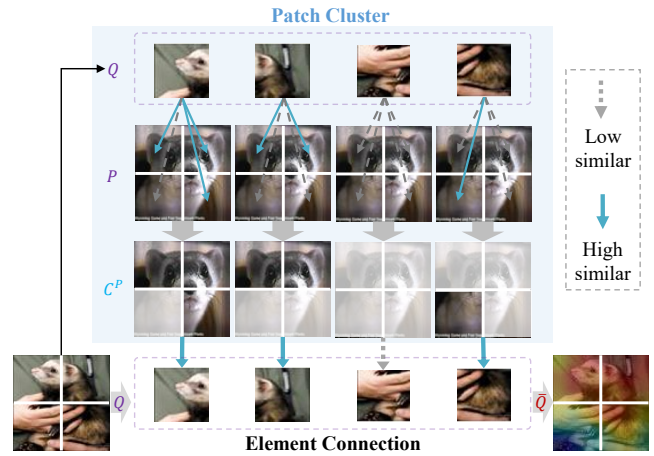 Patch Cluster
Q
P
Low
similar
High
similar
C^P
Q
Q̄
Element Connection